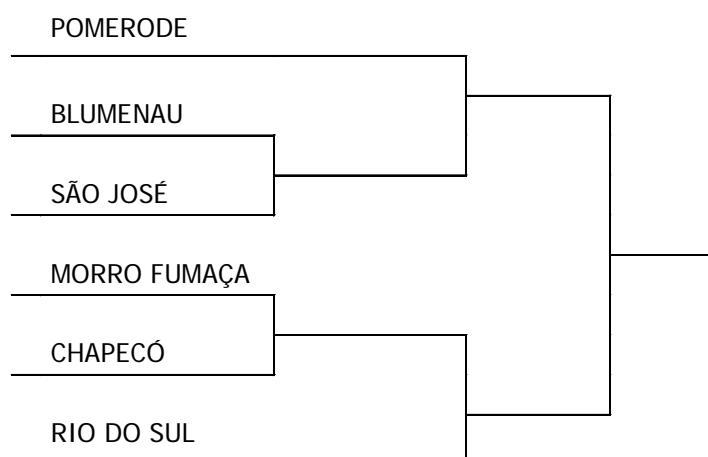 POMERODE
BLUMENAU
SÃO JOSÉ
MORRO FUMAÇA
CHAPECÓ
RIO DO SUL